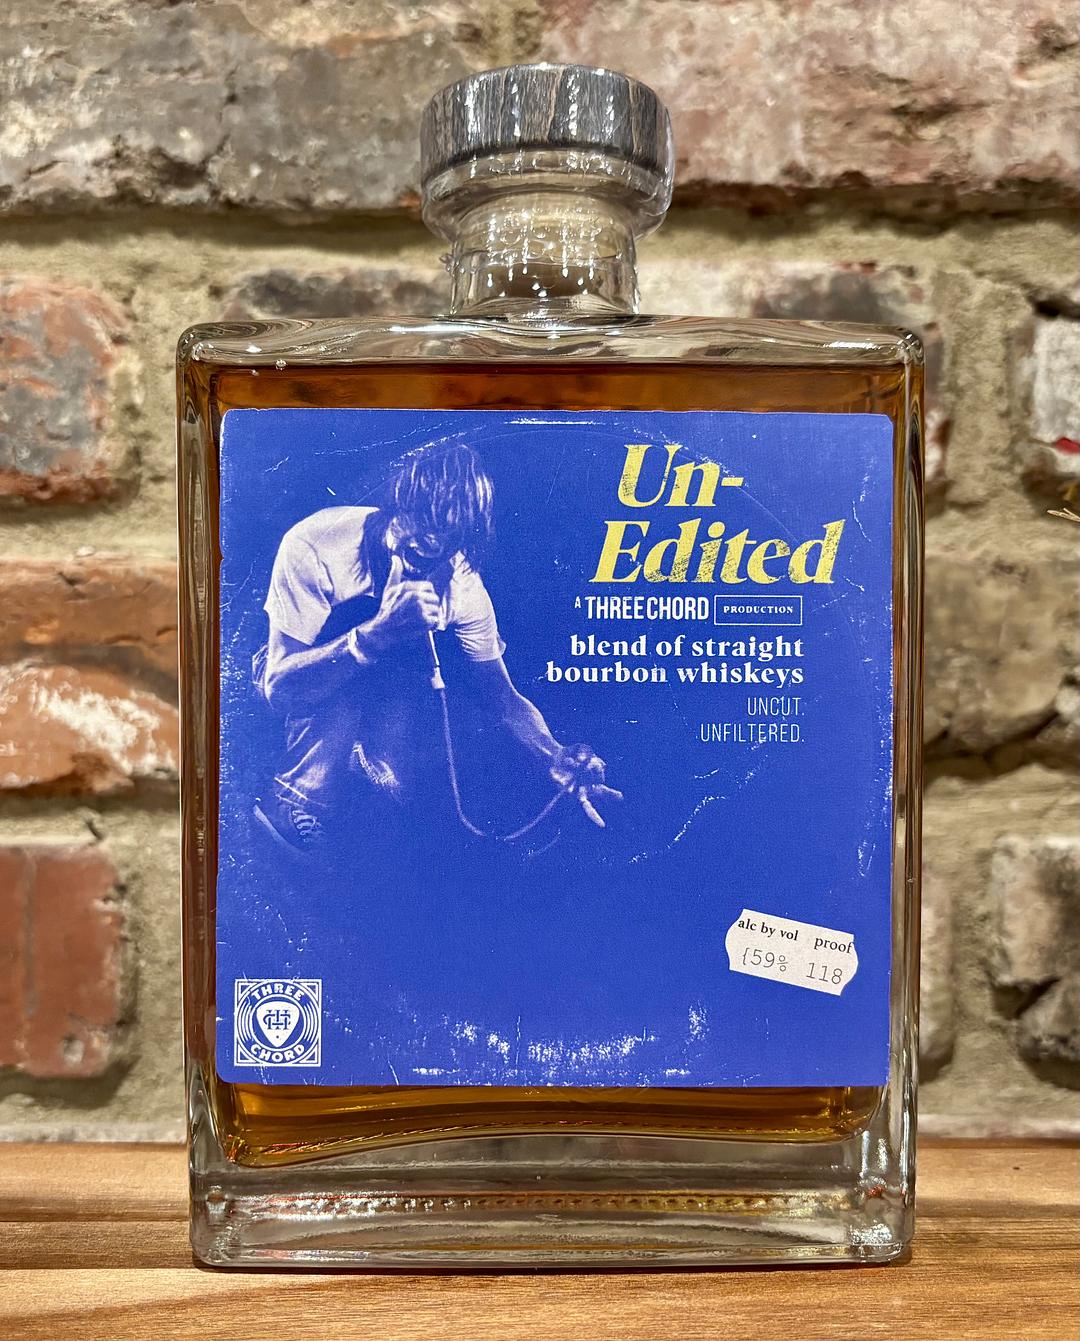 Un-
Edited
A THREE CHORD PRODUCTION
blend of straight
bourbon whiskeys
UNCUT.
UNFILTERED.
alc by vol proof
{59% 118
THREE
CHORD